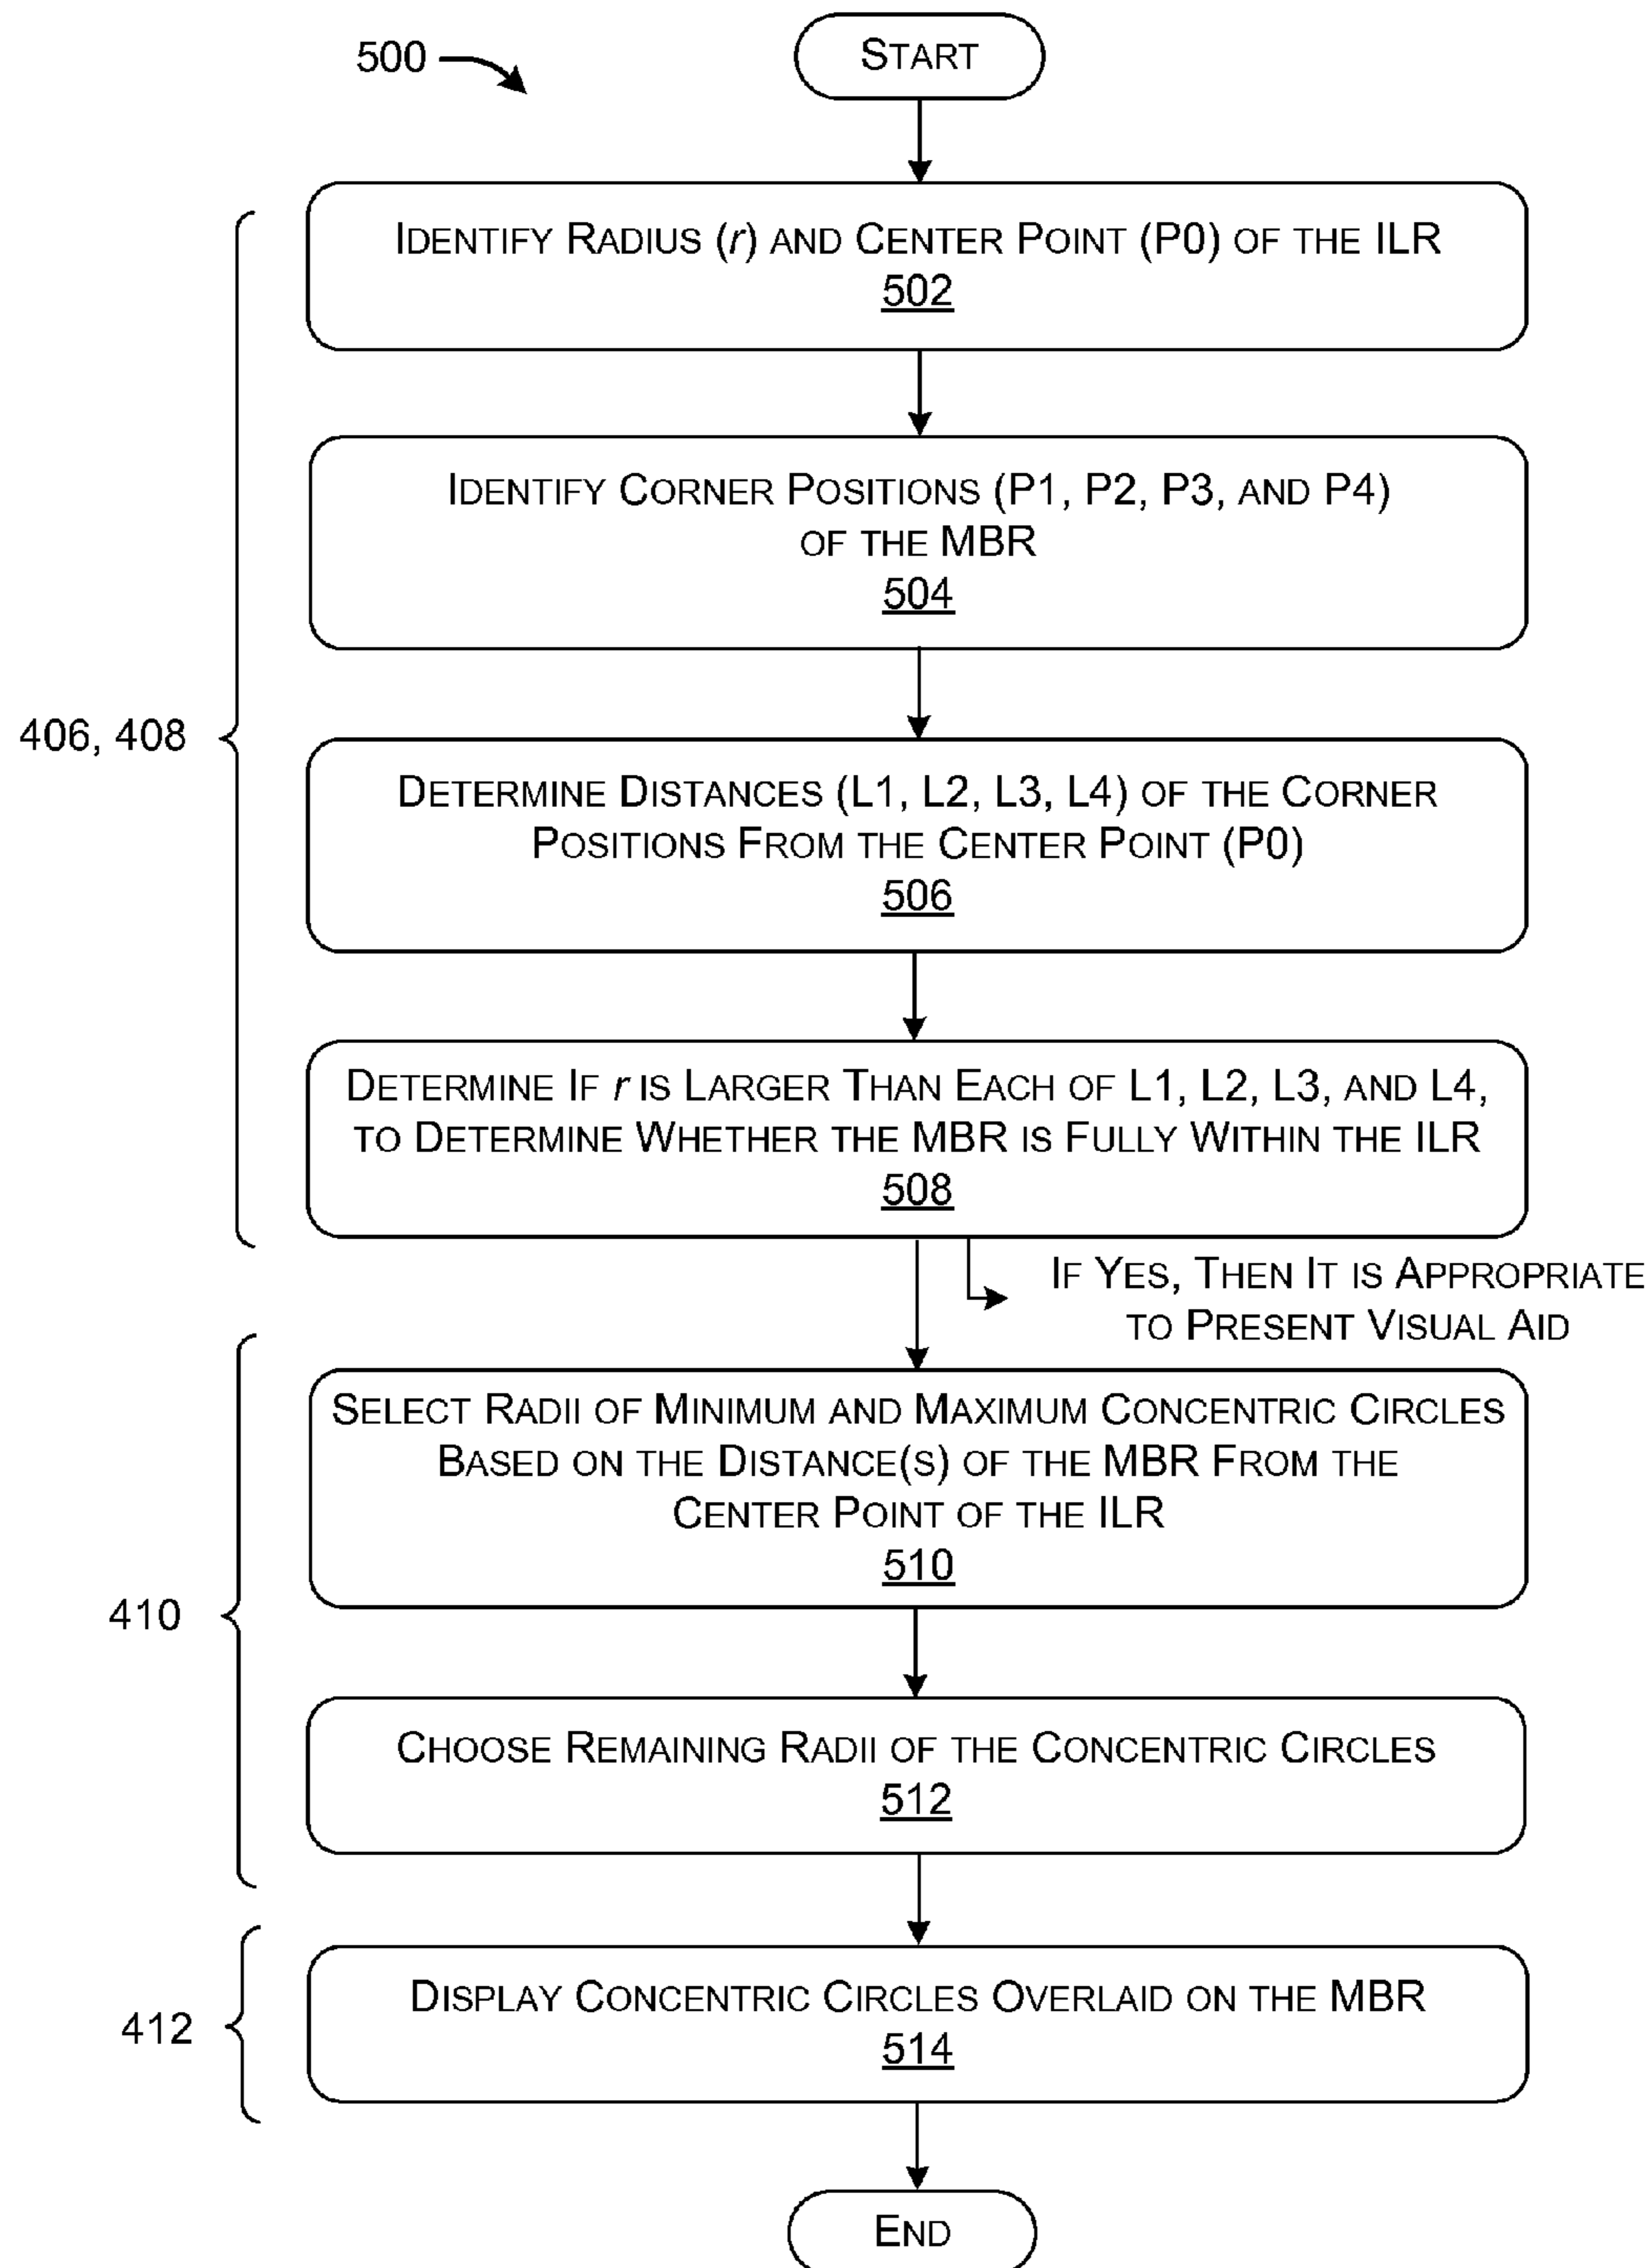 500
START
IDENTIFY RADIUS (r) AND CENTER POINT (P0) OF THE ILR
502
IDENTIFY CORNER POSITIONS (P1, P2, P3, AND P4)
OF THE MBR
504
406, 408
DETERMINE DISTANCES (L1, L2, L3, L4) OF THE CORNER
POSITIONS FROM THE CENTER POINT (P0)
506
DETERMINE IF r IS LARGER THAN EACH OF L1, L2, L3, AND L4,
TO DETERMINE WHETHER THE MBR IS FULLY WITHIN THE ILR
508
IF YES, THEN IT IS APPROPRIATE
TO PRESENT VISUAL AID
SELECT RADII OF MINIMUM AND MAXIMUM CONCENTRIC CIRCLES
BASED ON THE DISTANCE(S) OF THE MBR FROM THE
CENTER POINT OF THE ILR
510
410
CHOOSE REMAINING RADII OF THE CONCENTRIC CIRCLES
512
DISPLAY CONCENTRIC CIRCLES OVERLAID ON THE MBR
514
412
END